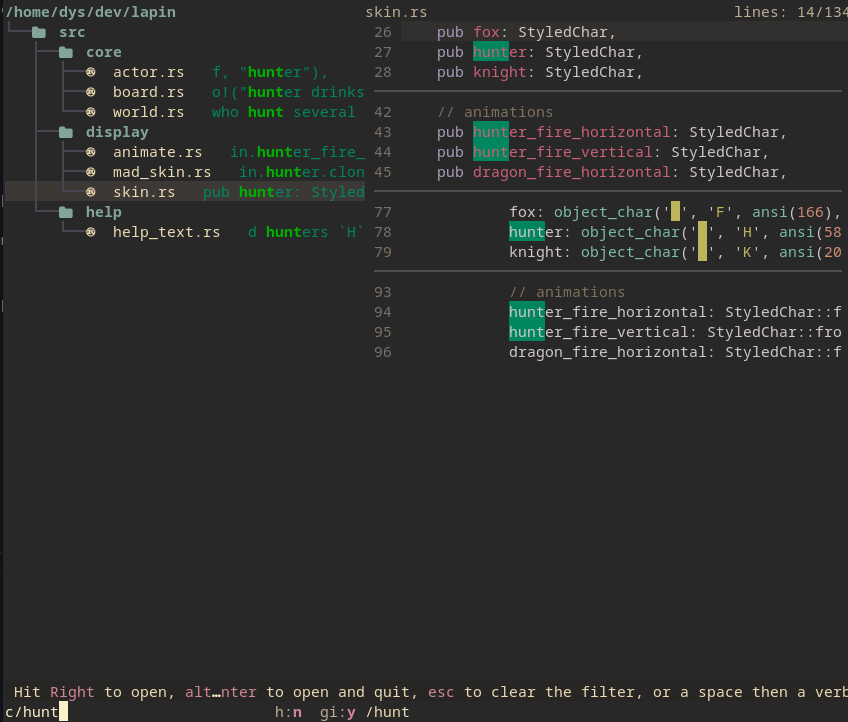 /home/dys/dev/lapin
src
core
actor.rs f, "hunter"),
board.rs o!("hunter drinks
world.rs who hunt several
display
animate.rs in.hunter_fire_
mad_skin.rs in.hunter.clon
skin.rs pub hunter: Styled
help
help_text.rs d hunters `H`
skin.rs lines: 14/134
26 pub fox: StyledChar,
27 pub hunter: StyledChar,
28 pub knight: StyledChar,
42 // animations
43 pub hunter_fire_horizontal: StyledChar,
44 pub hunter_fire_vertical: StyledChar,
45 pub dragon_fire_horizontal: StyledChar,
77 fox: object_char(' ', 'F', ansi(166),
78 hunter: object_char(' ', 'H', ansi(58
79 knight: object_char(' ', 'K', ansi(20
93 // animations
94 hunter_fire_horizontal: StyledChar::f
95 hunter_fire_vertical: StyledChar::fro
96 dragon_fire_horizontal: StyledChar::f
Hit Right to open, alt…nter to open and quit, esc to clear the filter, or a space then a verb
c/hunt h:n gi:y /hunt